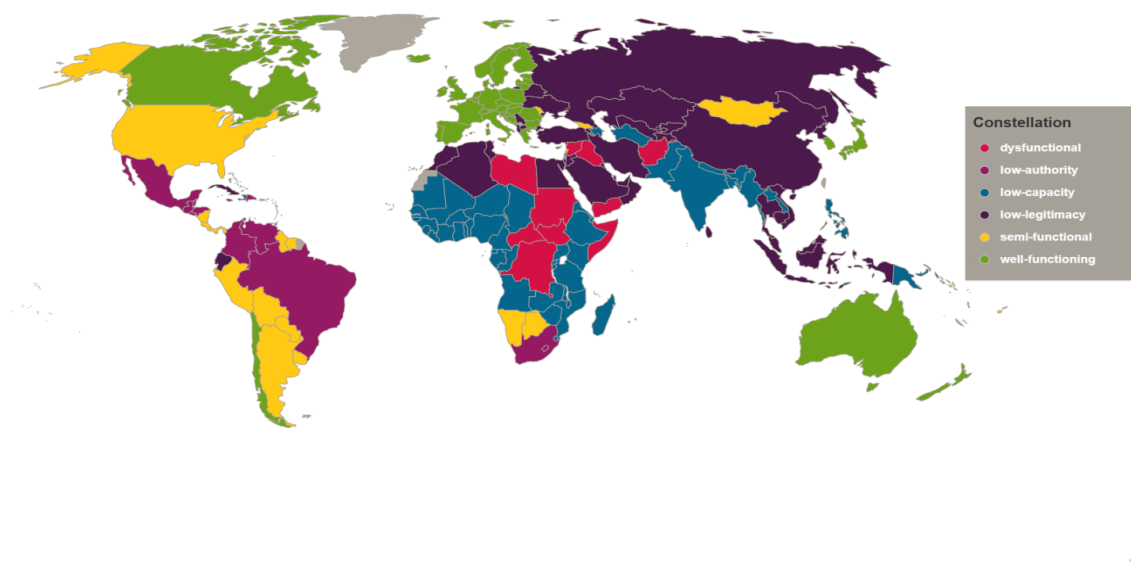 Constellation
dysfunctional
low-authority
low-capacity
low-legitimacy
semi-functional
well-functioning